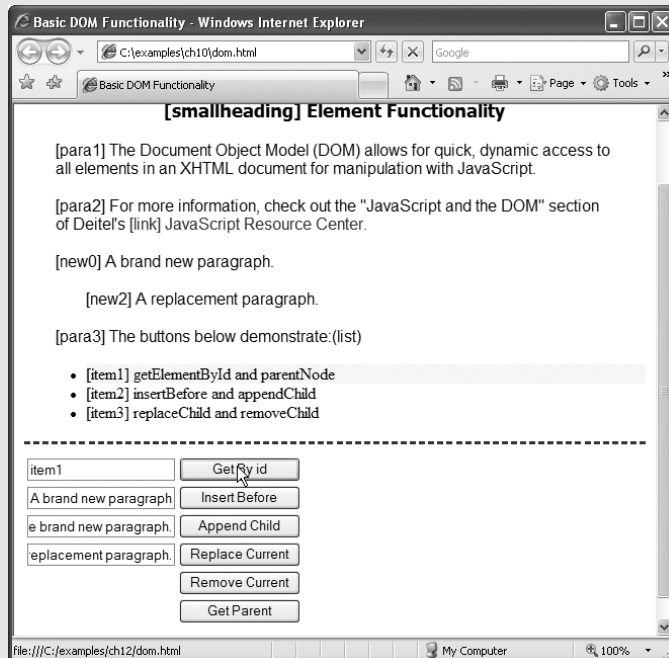 Basic DOM Functionality - Windows Internet Explorer
C:\examples\ch10\dom.html
Google
Basic DOM Functionality
Page
Tools
[smallheading] Element Functionality
[para1] The Document Object Model (DOM) allows for quick, dynamic access to
all elements in an XHTML document for manipulation with JavaScript.
[para2] For more information, check out the "JavaScript and the DOM" section
of Deitel's [link] JavaScript Resource Center.
[new0] A brand new paragraph.
[new2] A replacement paragraph.
[para3] The buttons below demonstrate:(list)
• [item1] getElementById and parentNode
• [item2] insertBefore and appendChild
• [item3] replaceChild and removeChild
item1 Get By id
A brand new paragraph Insert Before
e brand new paragraph. Append Child
replacement paragraph. Replace Current
Remove Current
Get Parent
file:///C:/examples/ch12/dom.html My Computer 100%